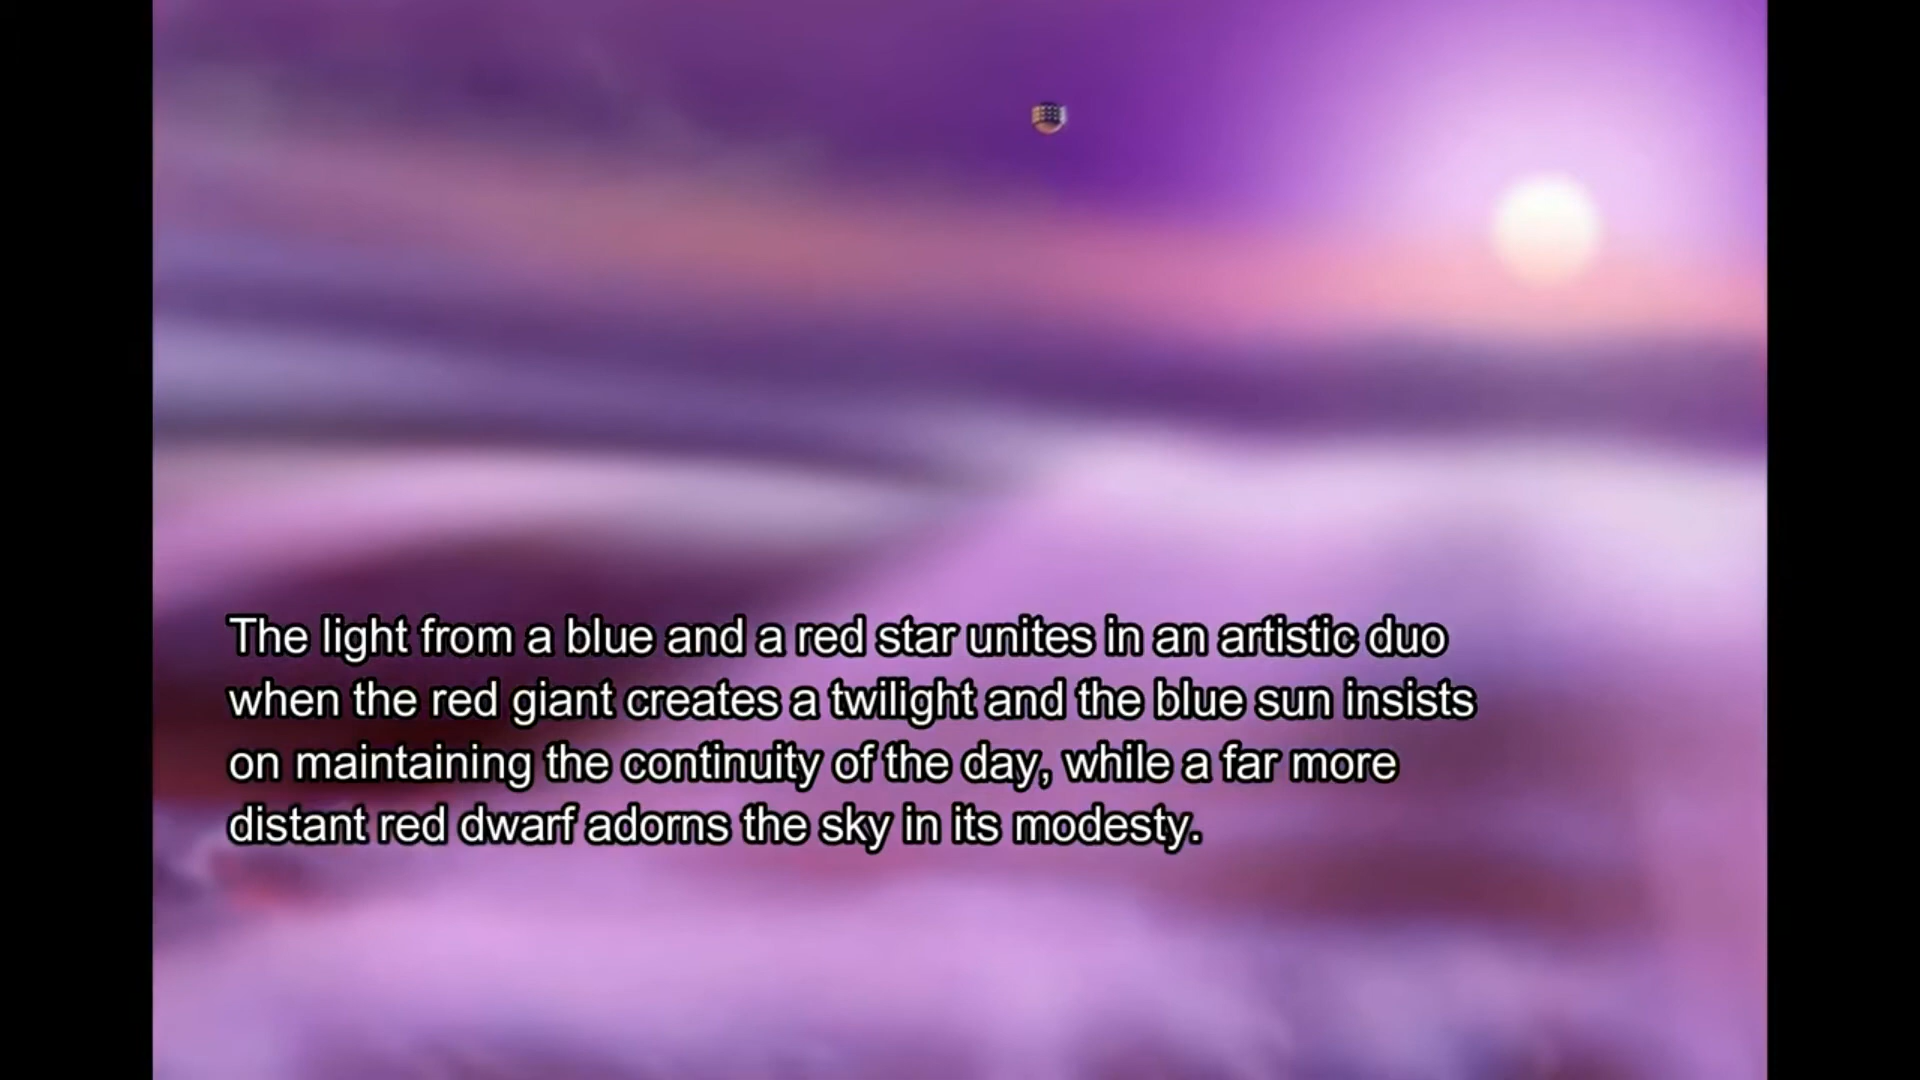 The light from a blue and a red star unites in an artistic duo
when the red giant creates a twilight and the blue sun insists
on maintaining the continuity of the day, while a far more
distant red dwarf adorns the sky in its modesty.